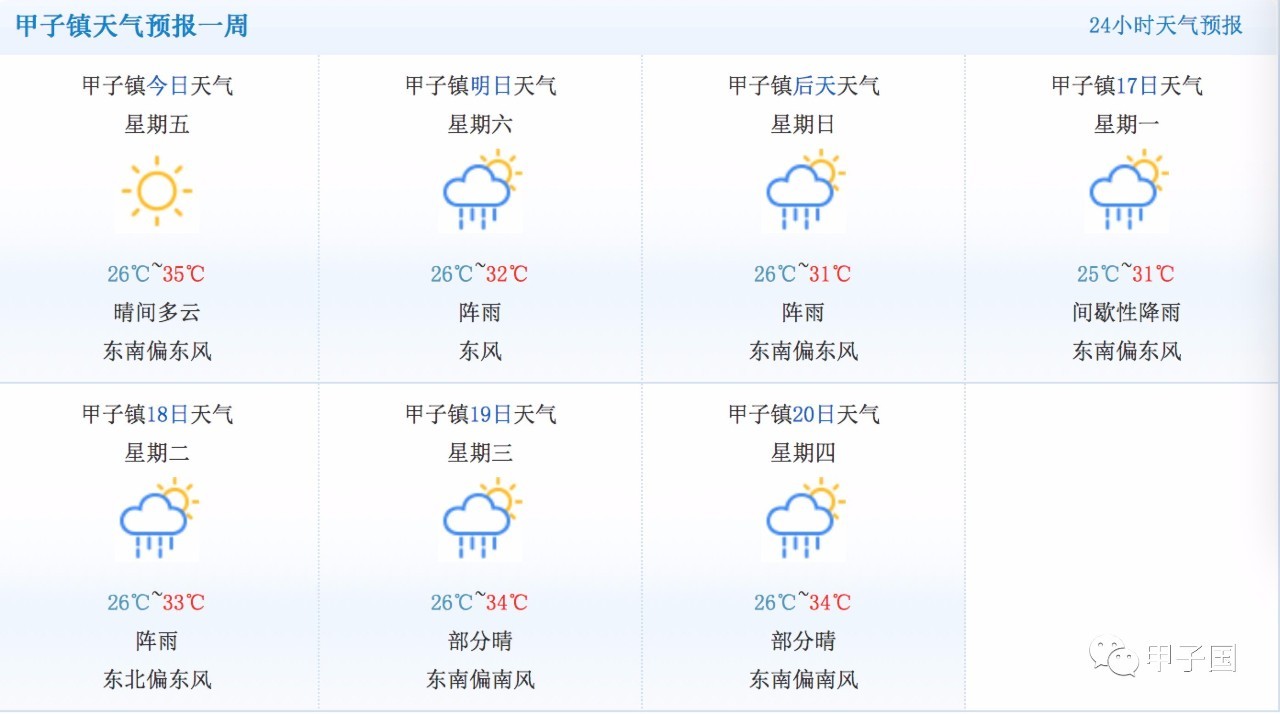 甲子镇天气预报一周
24小时天气预报
甲子镇今日天气
星期五
26℃~35℃
晴间多云
东南偏东风
甲子镇明日天气
星期六
26℃~32℃
阵雨
东风
甲子镇后天天气
星期日
26℃~31℃
阵雨
东南偏东风
甲子镇17日天气
星期一
25℃~31℃
间歇性降雨
东南偏东风
甲子镇18日天气
星期二
26℃~33℃
阵雨
东北偏东风
甲子镇19日天气
星期三
26℃~34℃
部分晴
东南偏南风
甲子镇20日天气
星期四
26℃~34℃
部分晴
东南偏南风
甲子国